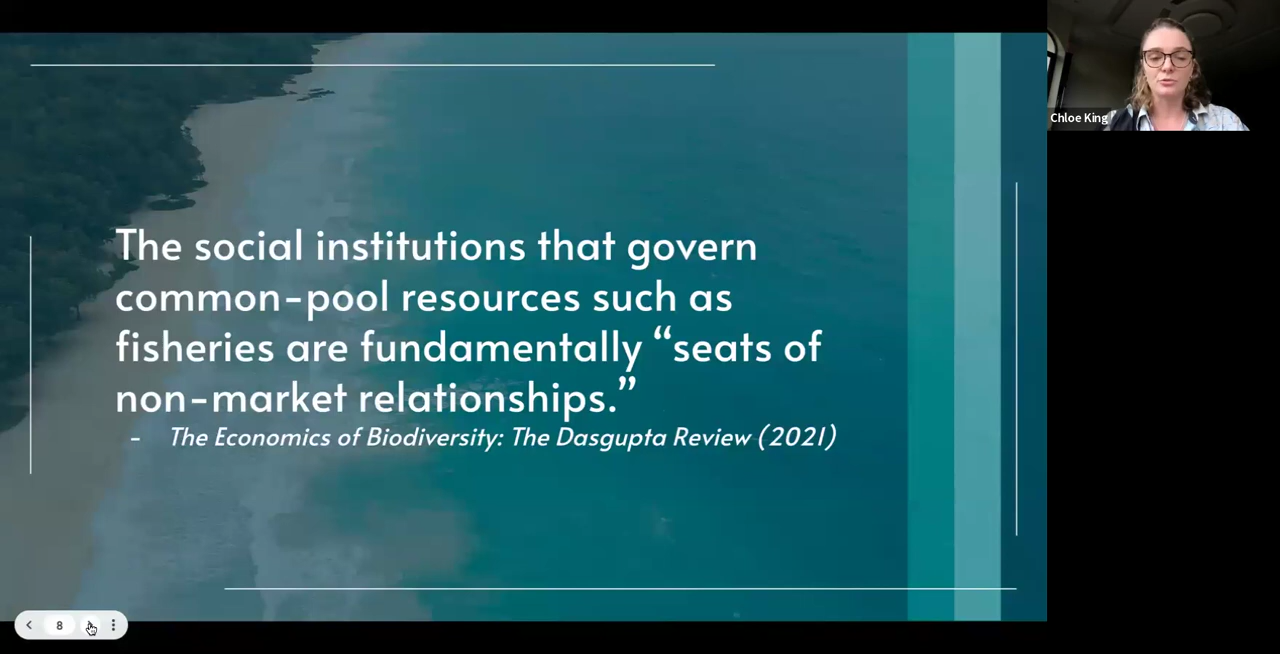 The social institutions that govern
common-pool resources such as
fisheries are fundamentally “seats of
non-market relationships.”
- The Economics of Biodiversity: The Dasgupta Review (2021)
Chloe King
8